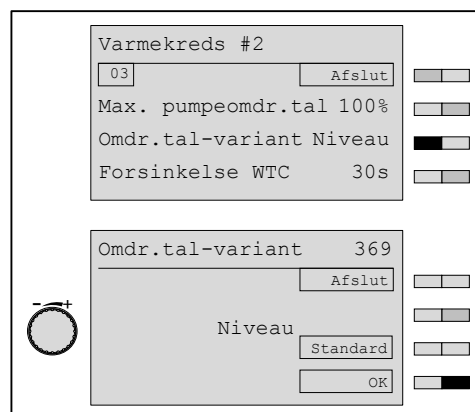 Varmekreds #2
03 Afslut
Max. pumpeomdr.tal 100%
Omdr.tal-variant Niveau
Forsinkelse WTC 30s
Omdr.tal-variant 369
Afslut
- +
Niveau
Standard
OK